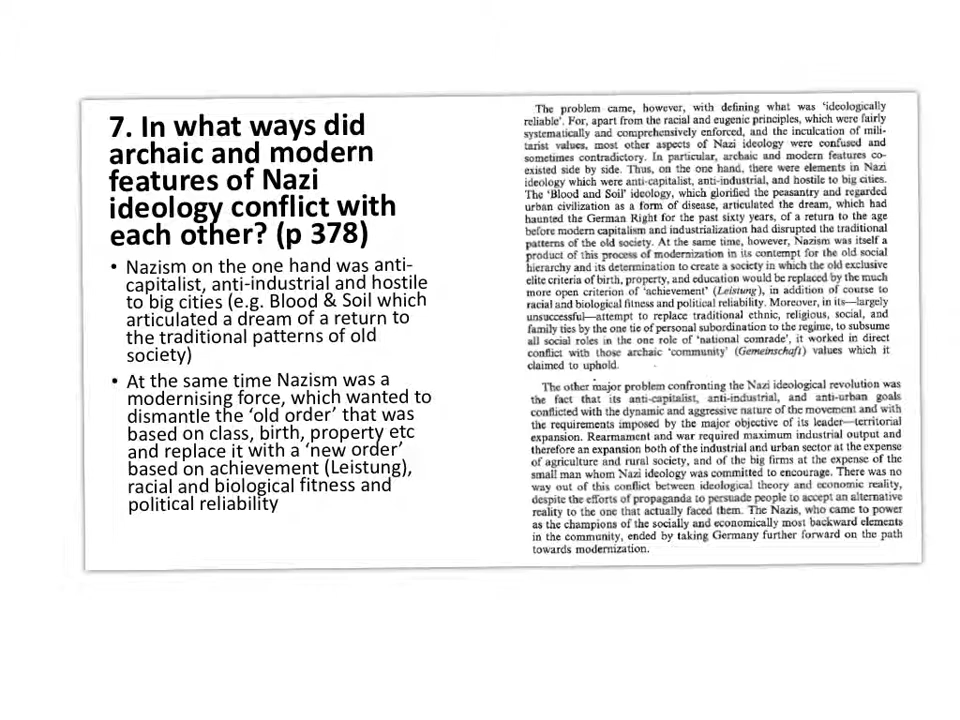 7. In what ways did
archaic and modern
features of Nazi
ideology conflict with
each other? (p 378)
• Nazism on the one hand was anti-
capitalist, anti-industrial and hostile
to big cities (e.g. Blood & Soil which
articulated a dream of a return to
the traditional patterns of old
society)
• At the same time Nazism was a
modernising force, which wanted to
dismantle the ‘old order’ that was
based on class, birth, property etc
and replace it with a ‘new order’
based on achievement (Leistung),
racial and biological fitness and
political reliability
The problem came, however, with defining what was ‘ideologically
reliable’. For, apart from the racial and eugenic principles, which were fairly
systematically and comprehensively enforced, and the inculcation of mili-
tarist values, most other aspects of Nazi ideology were confused and
sometimes contradictory. In particular, archaic and modern features co-
existed side by side. Thus, on the one hand, there were elements in Nazi
ideology which were anti-capitalist, anti-industrial, and hostile to big cities.
The ‘Blood and Soil’ ideology, which glorified the peasantry and regarded
urban civilization as a form of disease, articulated the dream, which had
haunted the German Right for the past sixty years, of a return to the age
before modern capitalism and industrialization had disrupted the traditional
patterns of the old society. At the same time, however, Nazism was itself a
product of this process of modernization in its contempt for the old social
hierarchy and its determination to create a society in which the old exclusive
elite criteria of birth, property, and education would be replaced by the much
more open criterion of ‘achievement’ (Leistung), in addition of course to
racial and biological fitness and political reliability. Moreover, in its—largely
unsuccessful—attempt to replace traditional ethnic, religious, social, and
family ties by the one tie of personal subordination to the regime, to subsume
all social roles in the one role of ‘national comrade’, it worked in direct
conflict with those archaic ‘community’ (Gemeinschaft) values which it
claimed to uphold.
The other major problem confronting the Nazi ideological revolution was
the fact that its anti-capitalist, anti-industrial, and anti-urban goals
conflicted with the dynamic and aggressive nature of the movement and with
the requirements imposed by the major objective of its leader—territorial
expansion. Rearmament and war required maximum industrial output and
therefore an expansion both of the industrial and urban sector at the expense
of agriculture and rural society, and of the big firms at the expense of the
small man whom Nazi ideology was committed to encourage. There was no
way out of this conflict between ideological theory and economic reality,
despite the efforts of propaganda to persuade people to accept an alternative
reality to the one that actually faced them. The Nazis, who came to power
as the champions of the socially and economically most backward elements
in the community, ended by taking Germany further forward on the path
towards modernization.